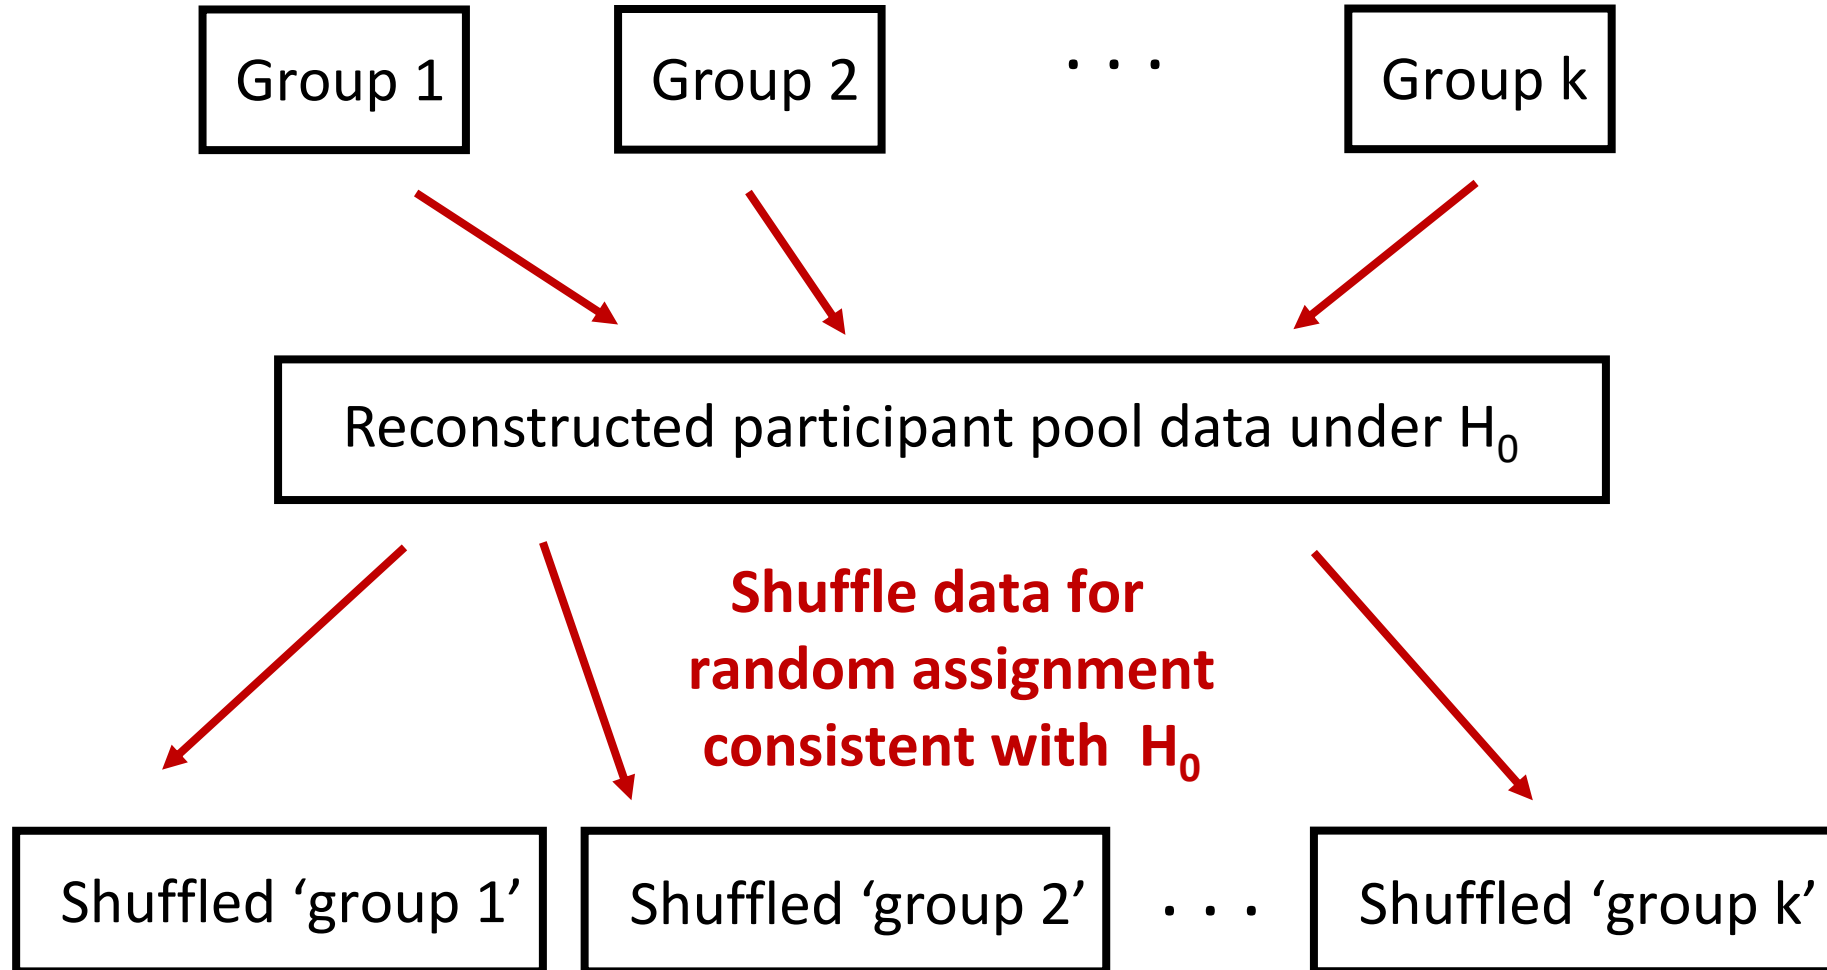 Group 1
Group 2
. . .
Group k
Reconstructed participant pool data under H₀
Shuffle data for
random assignment
consistent with H₀
Shuffled ‘group 1’
Shuffled ‘group 2’
. . .
Shuffled ‘group k’